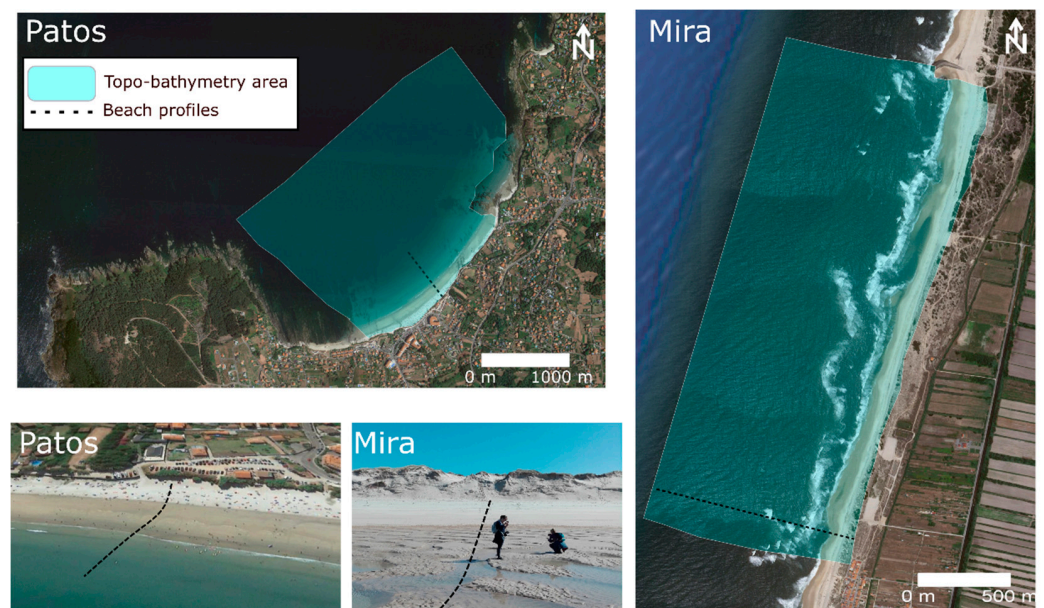 Patos
N
Topo-bathymetry area
Beach profiles
0 m 1000 m
Mira
N
0 m 500 m
Patos
Mira